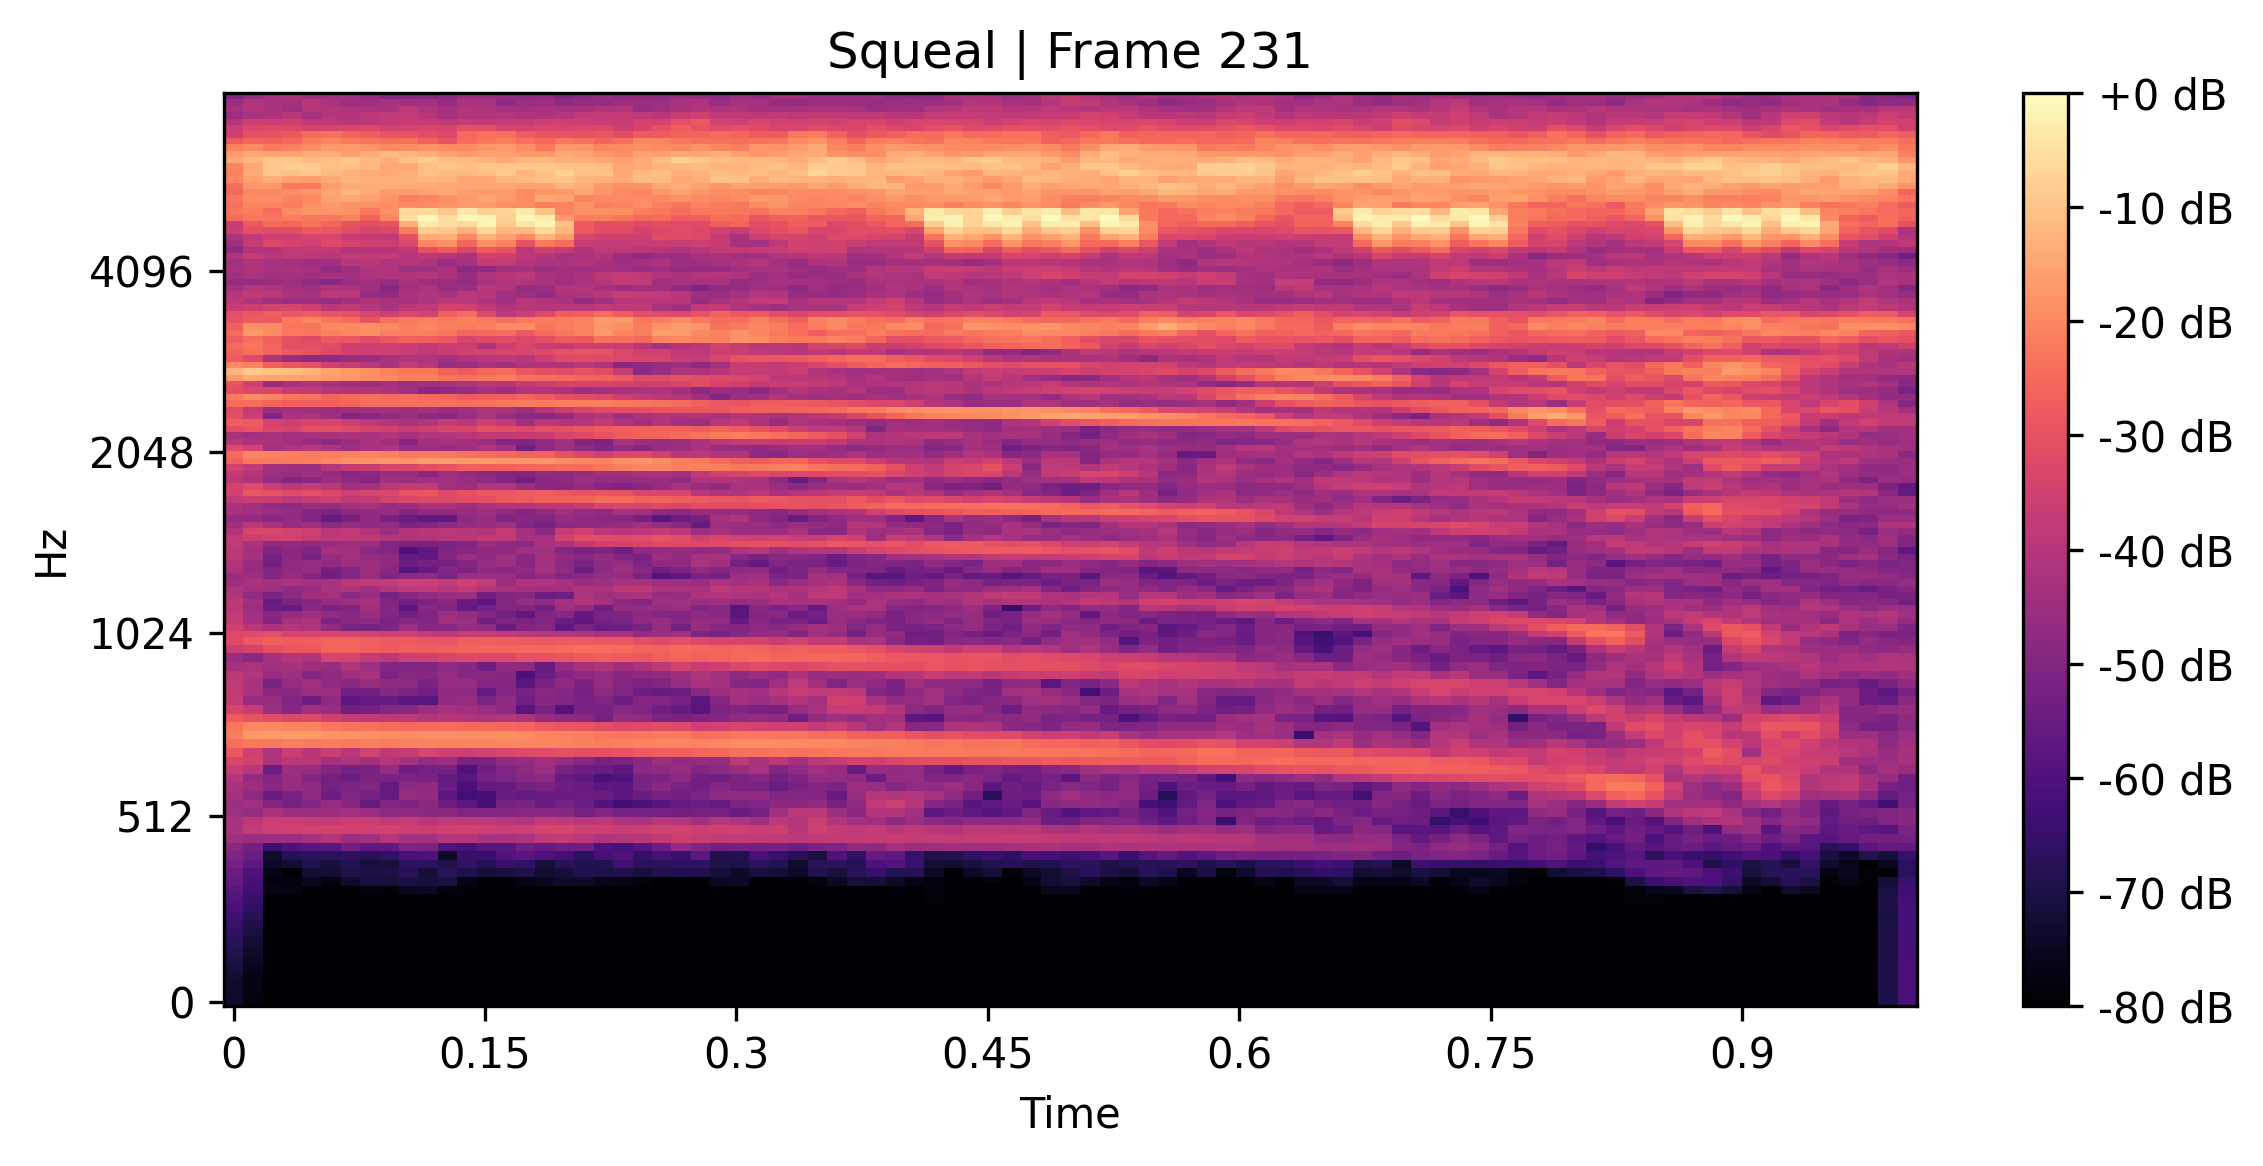 Squeal | Frame 231
+0 dB
-10 dB
-20 dB
-30 dB
-40 dB
-50 dB
-60 dB
-70 dB
-80 dB
4096
2048
1024
512
0
Hz
0 0.15 0.3 0.45 0.6 0.75 0.9
Time